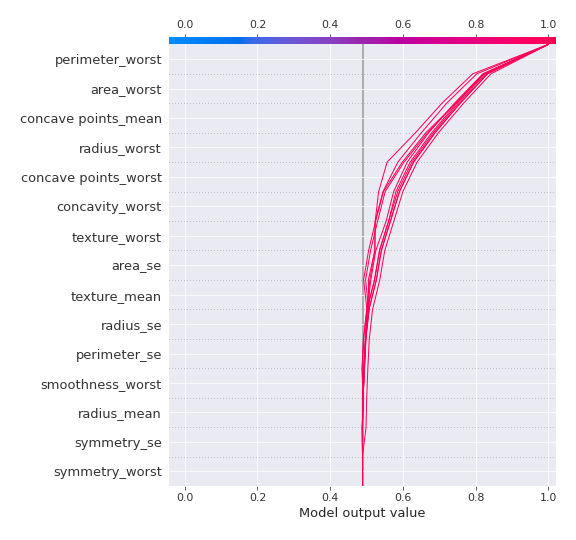 0.0 0.2 0.4 0.6 0.8 1.0
perimeter_worst
area_worst
concave points_mean
radius_worst
concave points_worst
concavity_worst
texture_worst
area_se
texture_mean
radius_se
perimeter_se
smoothness_worst
radius_mean
symmetry_se
symmetry_worst
0.0 0.2 0.4 0.6 0.8 1.0
Model output value